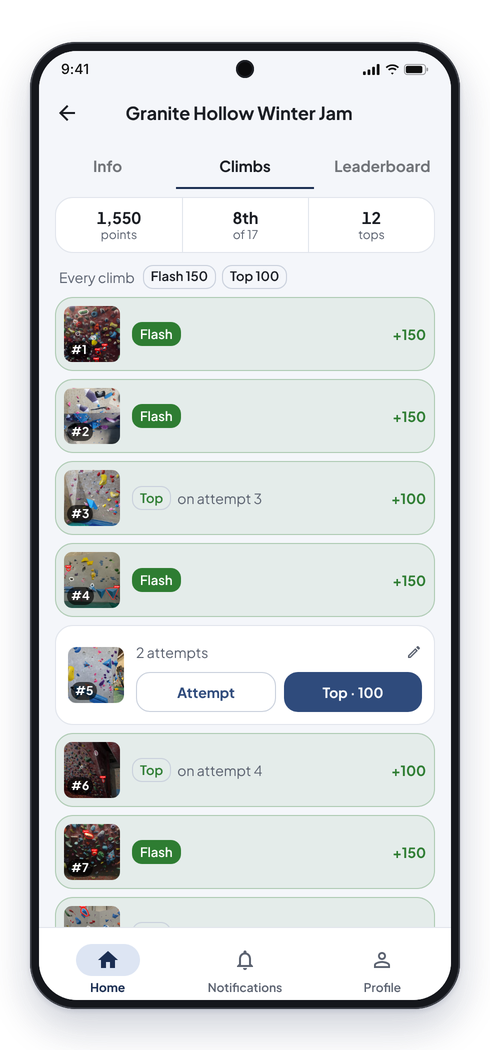 9:41
Granite Hollow Winter Jam
Info Climbs Leaderboard
1,550 8th 12
points of 17 tops
Every climb Flash 150 Top 100
#1 Flash +150
#2 Flash +150
#3 Top on attempt 3 +100
#4 Flash +150
2 attempts
#5 Attempt Top · 100
#6 Top on attempt 4 +100
#7 Flash +150
Home Notifications Profile